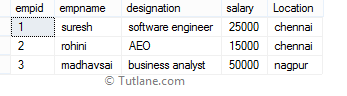 empid empname designation salary Location
1 suresh software engineer 25000 chennai
2 rohini AEO 15000 chennai
3 madhavsai business analyst 50000 nagpur
© Tutlane.com